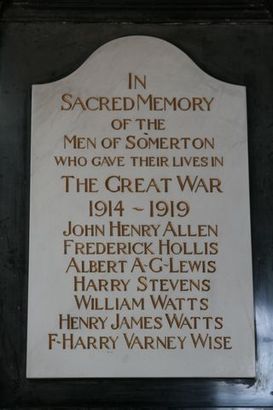 IN
SACRED MEMORY
OF THE
MEN OF SOMERTON
WHO GAVE THEIR LIVES IN
THE GREAT WAR
1914 ~ 1919
JOHN HENRY ALLEN
FREDERICK HOLLIS
ALBERT A-G-LEWIS
HARRY STEVENS
WILLIAM WATTS
HENRY JAMES WATTS
F-HARRY VARNEY WISE